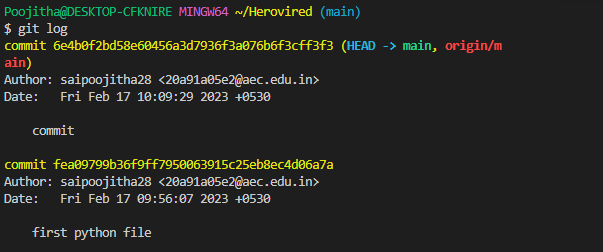 Poojitha@DESKTOP-CFKNIRE MINGW64 ~/Herovired (main)
$ git log
commit 6e4b0f2bd58e60456a3d7936f3a076b6f3cff3f3 (HEAD -> main, origin/m
ain)
Author: saipoojitha28 <20a91a05e2@aec.edu.in>
Date:   Fri Feb 17 10:09:29 2023 +0530
    commit
commit fea09799b36f9ff7950063915c25eb8ec4d06a7a
Author: saipoojitha28 <20a91a05e2@aec.edu.in>
Date:   Fri Feb 17 09:56:07 2023 +0530
    first python file